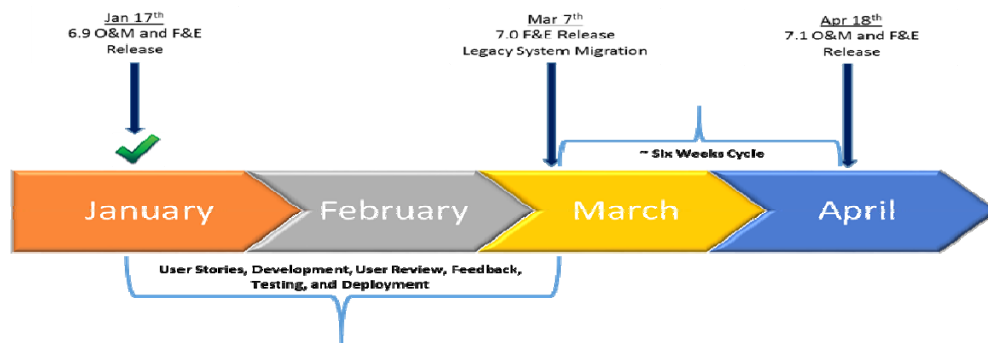 Jan 17th
6.9 O&M and F&E
Release
Mar 7th
7.0 F&E Release
Legacy System Migration
Apr 18th
7.1 O&M and F&E
Release
~ Six Weeks Cycle
January
February
March
April
User Stories, Development, User Review, Feedback,
Testing, and Deployment